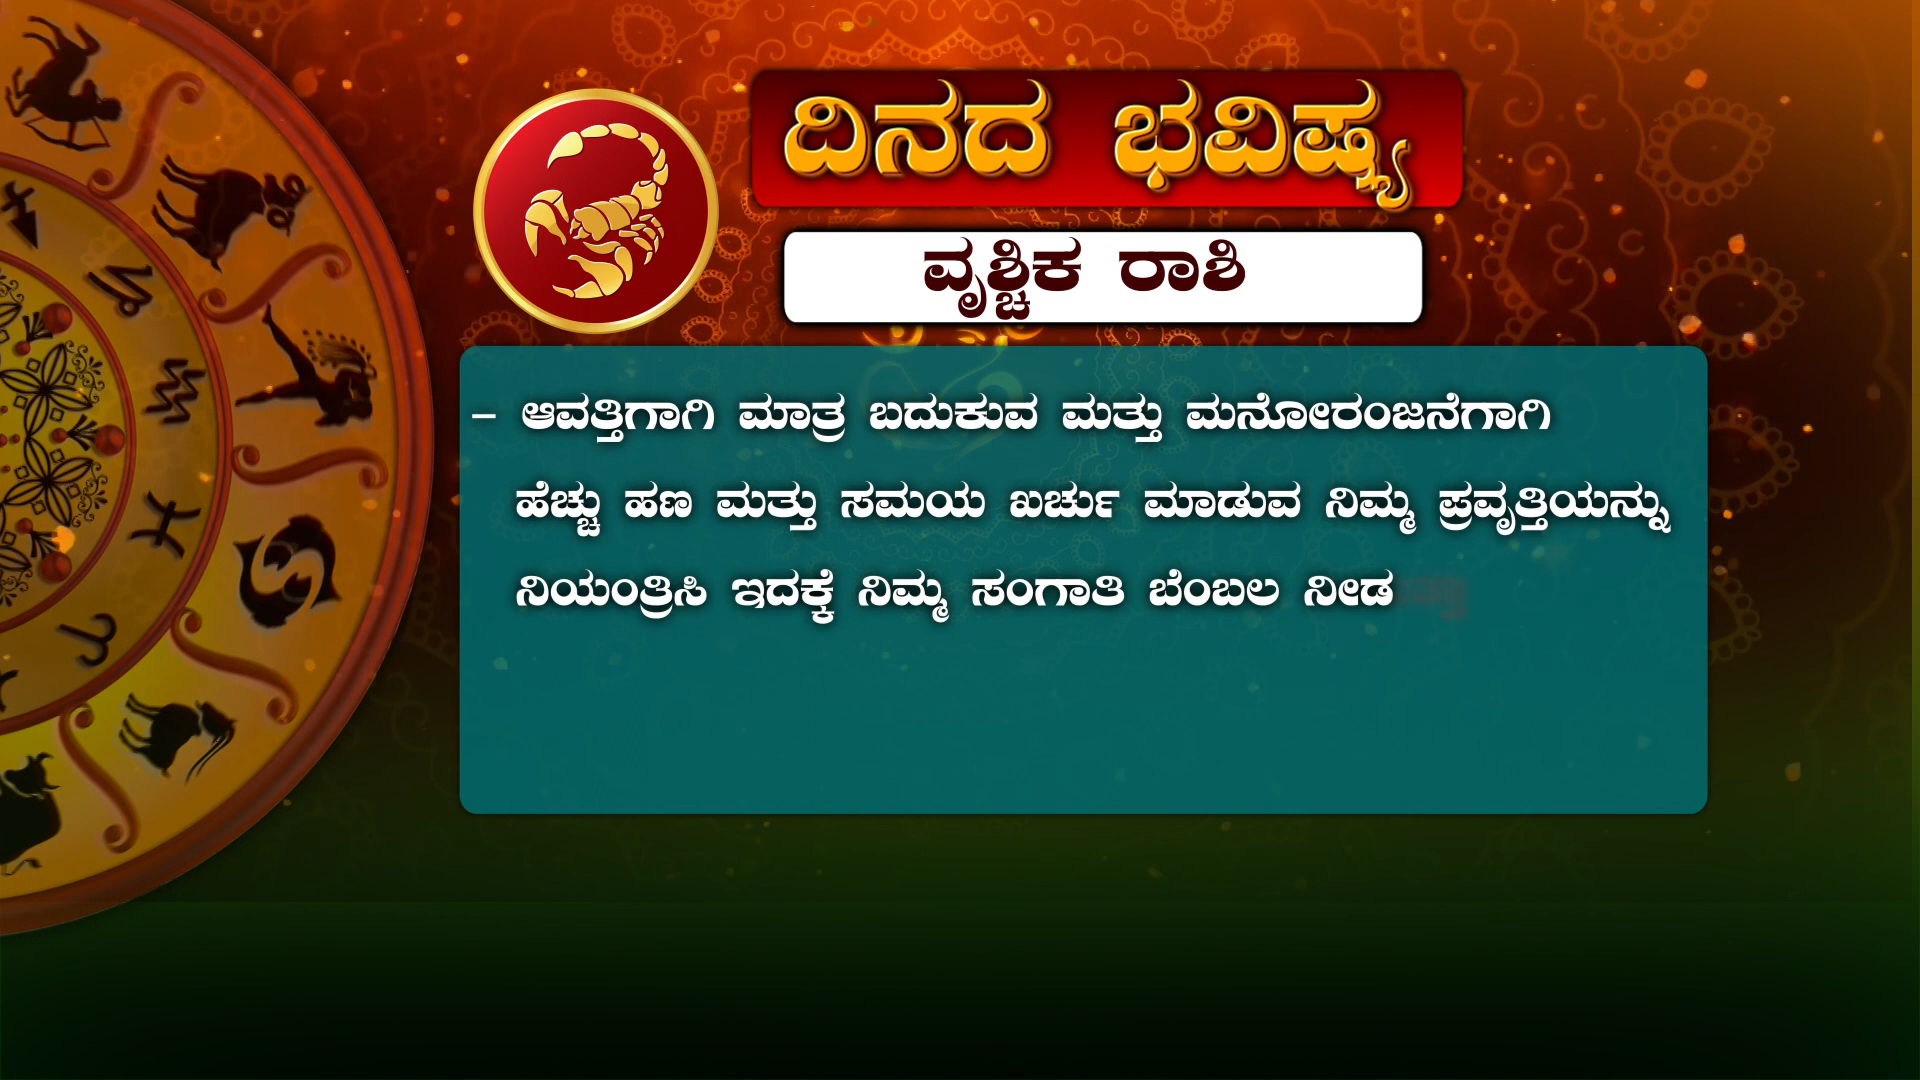 ದಿನದ ಭವಿಷ್ಯ
ವೃಶ್ಚಿಕ ರಾಶಿ
- ಆವತ್ತಿಗಾಗಿ ಮಾತ್ರ ಬದುಕುವ ಮತ್ತು ಮನೋರಂಜನೆಗಾಗಿ
ಹೆಚ್ಚು ಹಣ ಮತ್ತು ಸಮಯ ಖರ್ಚು ಮಾಡುವ ನಿಮ್ಮ ಪ್ರವೃತ್ತಿಯನ್ನು
ನಿಯಂತ್ರಿಸಿ ಇದಕ್ಕೆ ನಿಮ್ಮ ಸಂಗಾತಿ ಬೆಂಬಲ ನೀಡ